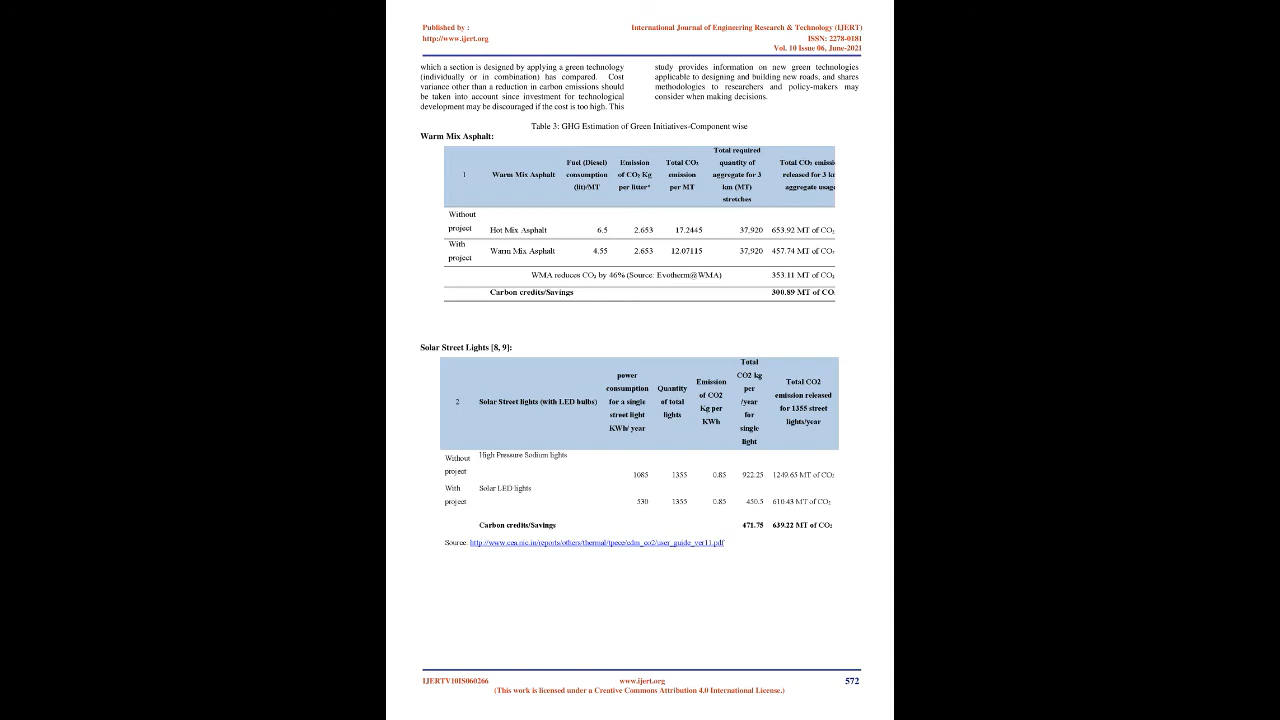 Published by :
http://www.ijert.org
International Journal of Engineering Research & Technology (IJERT)
ISSN: 2278-0181
Vol. 10 Issue 06, June-2021
which a section is designed by applying a green technology
(individually or in combination) has compared. Cost
variance other than a reduction in carbon emissions should
be taken into account since investment for technological
development may be discouraged if the cost is too high. This
study provides information on new green technologies
applicable to designing and building new roads, and shares
methodologies to researchers and policy-makers may
consider when making decisions.
Table 3: GHG Estimation of Green Initiatives-Component wise
Warm Mix Asphalt:
1 Warm Mix Asphalt
Fuel (Diesel)
consumption
(lit)/MT
Emission
of CO₂ Kg
per litter*
Total CO₂
emission
per MT
Total required
quantity of
aggregate for 3
km (MT)
stretches
Total CO₂ emissi
released for 3 k
aggregate usag
Without
project Hot Mix Asphalt 6.5 2.653 17.2445 37,920 653.92 MT of CO₂
With
project Warm Mix Asphalt 4.55 2.653 12.07115 37,920 457.74 MT of CO₂
WMA reduces CO₂ by 46% (Source: Evotherm@WMA) 353.11 MT of CO₂
Carbon credits/Savings 300.89 MT of CO
Solar Street Lights [8, 9]:
2 Solar Street lights (with LED bulbs)
power
consumption
for a single
street light
KWh/ year
Quantity
of total
lights
Emission
of CO2
Kg per
KWh
Total
CO2 kg
per
/year
for
single
light
Total CO2
emission released
for 1355 street
lights/year
Without
project High Pressure Sodium lights 1085 1355 0.85 922.25 1249.65 MT of CO₂
With
project Solar LED lights 530 1355 0.85 450.5 610.43 MT of CO₂
Carbon credits/Savings 471.75 639.22 MT of CO₂
Source: http://www.cea.nic.in/reports/others/thermal/tpece/cdm_co2/user_guide_ver11.pdf
IJERTV10IS060266
www.ijert.org
572
(This work is licensed under a Creative Commons Attribution 4.0 International License.)